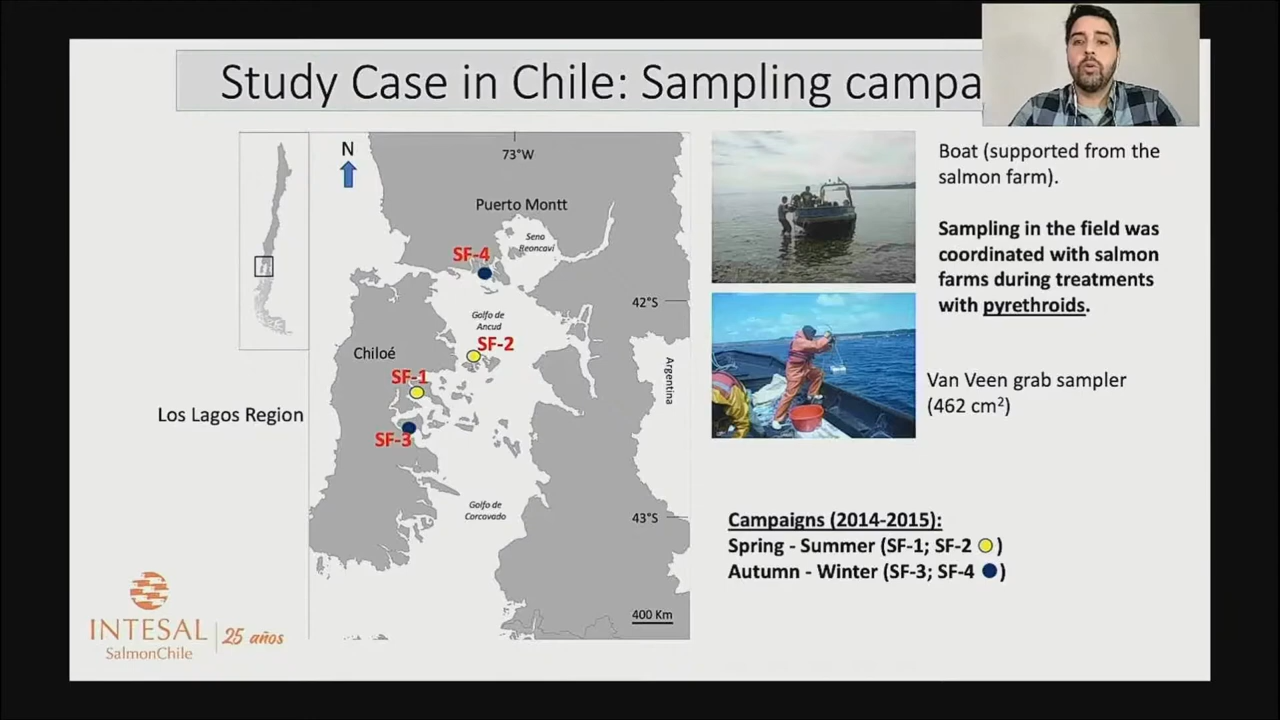 Study Case in Chile: Sampling campa
N
73°W
Puerto Montt
Seno
Reoncaví
SF-4
42°S
Golfo de
Ancud
SF-2
Chiloé
SF-1
Argentina
Los Lagos Region
SF-3
Golfo de
Corcovado
43°S
400 Km
Boat (supported from the
salmon farm).
Sampling in the field was
coordinated with salmon
farms during treatments
with pyrethroids.
Van Veen grab sampler
(462 cm²)
Campaigns (2014-2015):
Spring - Summer (SF-1; SF-2 )
Autumn - Winter (SF-3; SF-4 )
INTESAL
SalmonChile
25 años